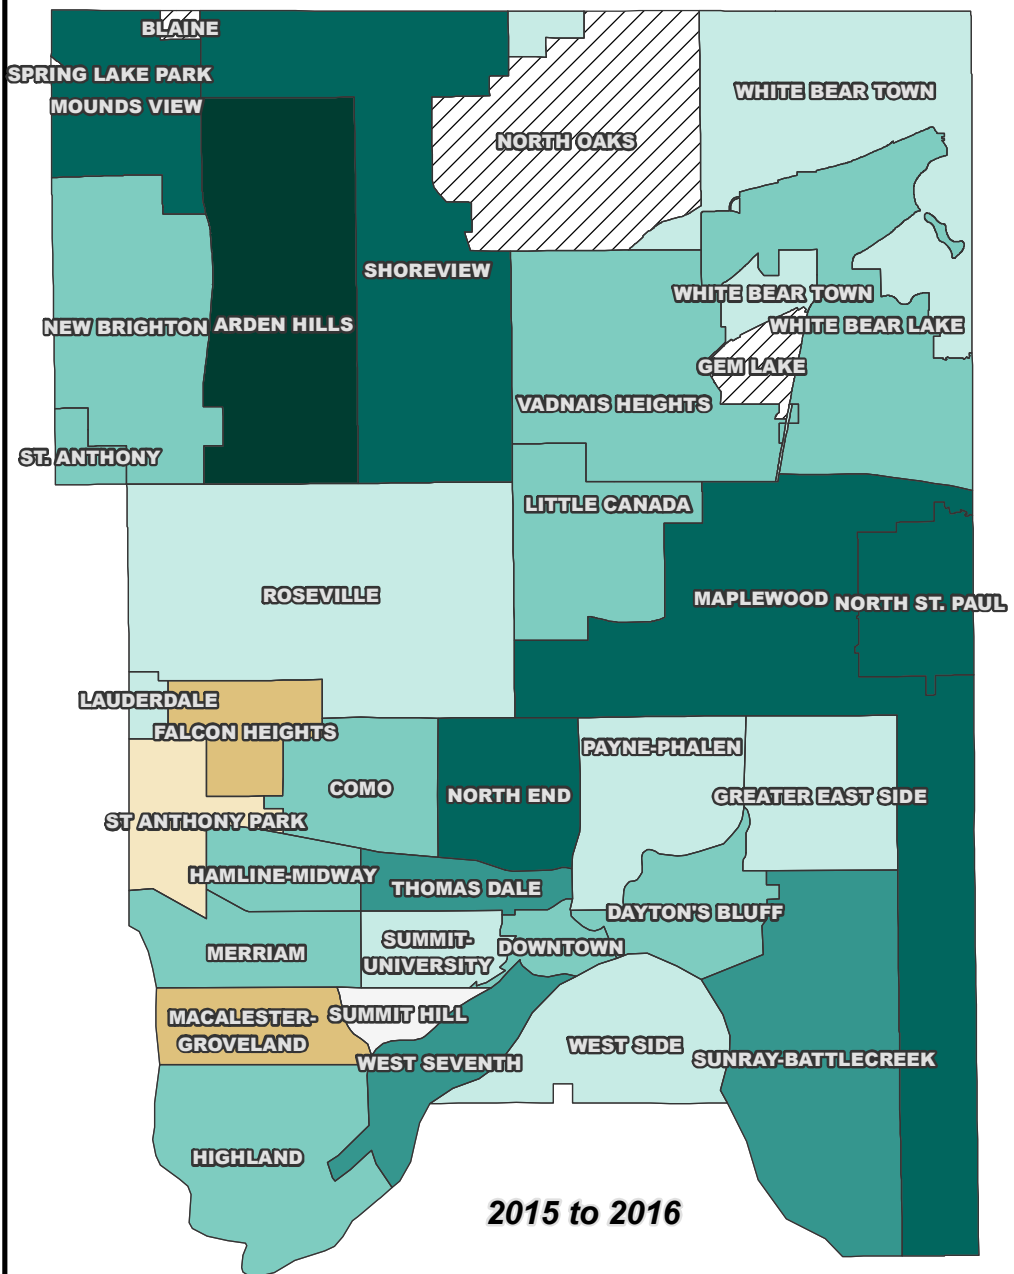 BLAINE
SPRING LAKE PARK
WHITE BEAR TOWN
MOUNDS VIEW
NORTH OAKS
SHOREVIEW
WHITE BEAR TOWN
NEW BRIGHTON
ARDEN HILLS
WHITE BEAR LAKE
GEM LAKE
VADNAIS HEIGHTS
ST. ANTHONY
LITTLE CANADA
ROSEVILLE
MAPLEWOOD
NORTH ST. PAUL
LAUDERDALE
FALCON HEIGHTS
PAYNE-PHALEN
COMO
NORTH END
GREATER EAST SIDE
ST ANTHONY PARK
HAMLINE-MIDWAY
THOMAS DALE
DAYTON'S BLUFF
SUMMIT-
UNIVERSITY
DOWNTOWN
MERRIAM
MACALESTER-
GROVELAND
SUMMIT HILL
WEST SIDE
WEST SEVENTH
SUNRAY-BATTLECREEK
HIGHLAND
2015 to 2016